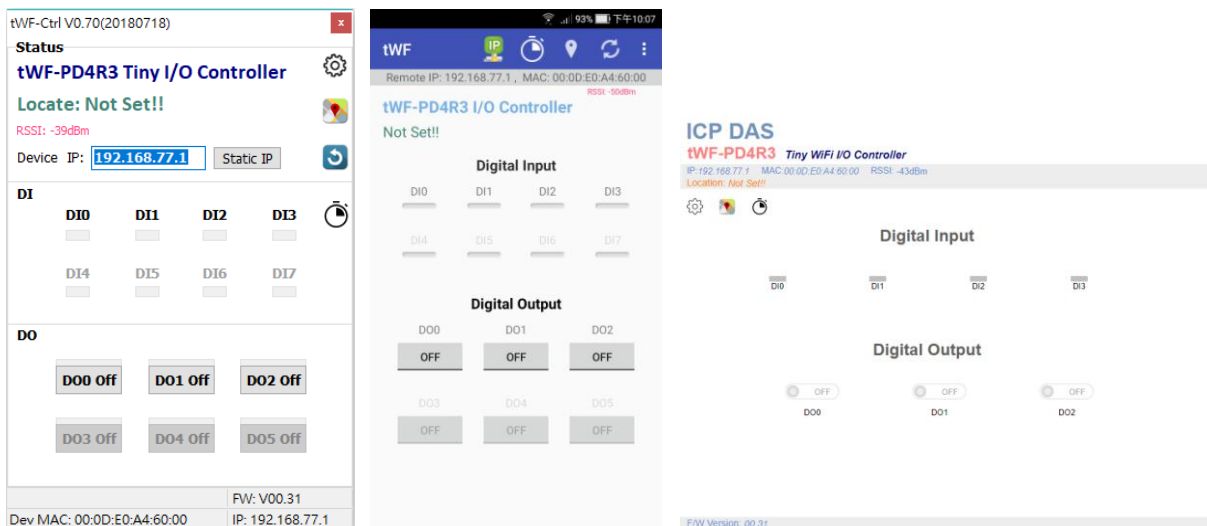 tWF-Ctrl V0.70(20180718)
x
Status
tWF-PD4R3 Tiny I/O Controller
Locate: Not Set!!
RSSI: -39dBm
Device IP: 192.168.77.1 Static IP
DI
DI0 DI1 DI2 DI3
DI4 DI5 DI6 DI7
DO
DO0 Off DO1 Off DO2 Off
DO3 Off DO4 Off DO5 Off
FW: V00.31
Dev MAC: 00:0D:E0:A4:60:00 IP: 192.168.77.1
93% 下午10:07
tWF IP
Remote IP: 192.168.77.1 , MAC: 00:0D:E0:A4:60:00
RSSI: -50dBm
tWF-PD4R3 I/O Controller
Not Set!!
Digital Input
DI0 DI1 DI2 DI3
DI4 DI5 DI6 DI7
Digital Output
DO0 DO1 DO2
OFF OFF OFF
DO3 DO4 DO5
OFF OFF OFF
ICP DAS
tWF-PD4R3 Tiny WiFi I/O Controller
IP:192.168.77.1 MAC:00:0D:E0:A4:60:00 RSSI: -43dBm
Location: Not Set!!
Digital Input
DI0 DI1 DI2 DI3
Digital Output
OFF OFF OFF
DO0 DO1 DO2
F/W Version: 00.31